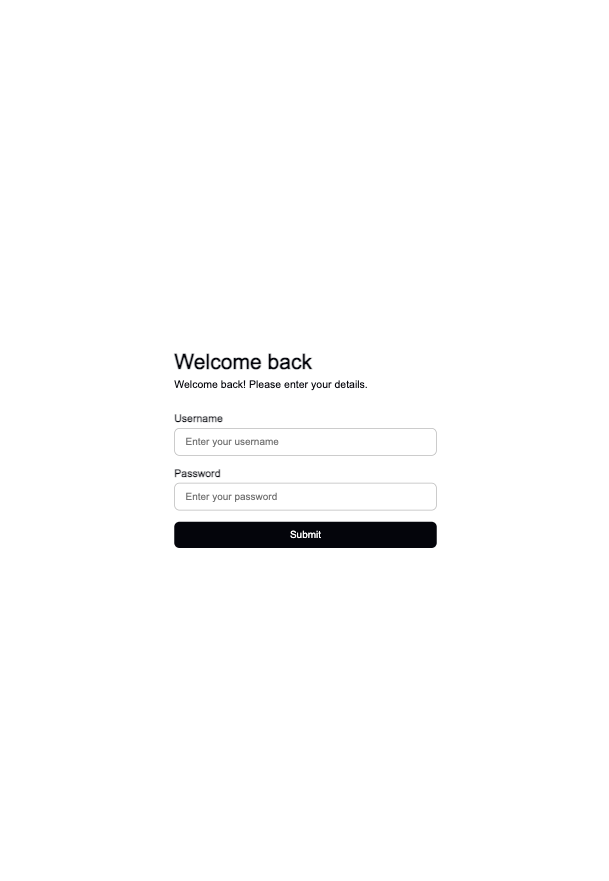 Welcome back
Welcome back! Please enter your details.
Username
Enter your username
Password
Enter your password
Submit